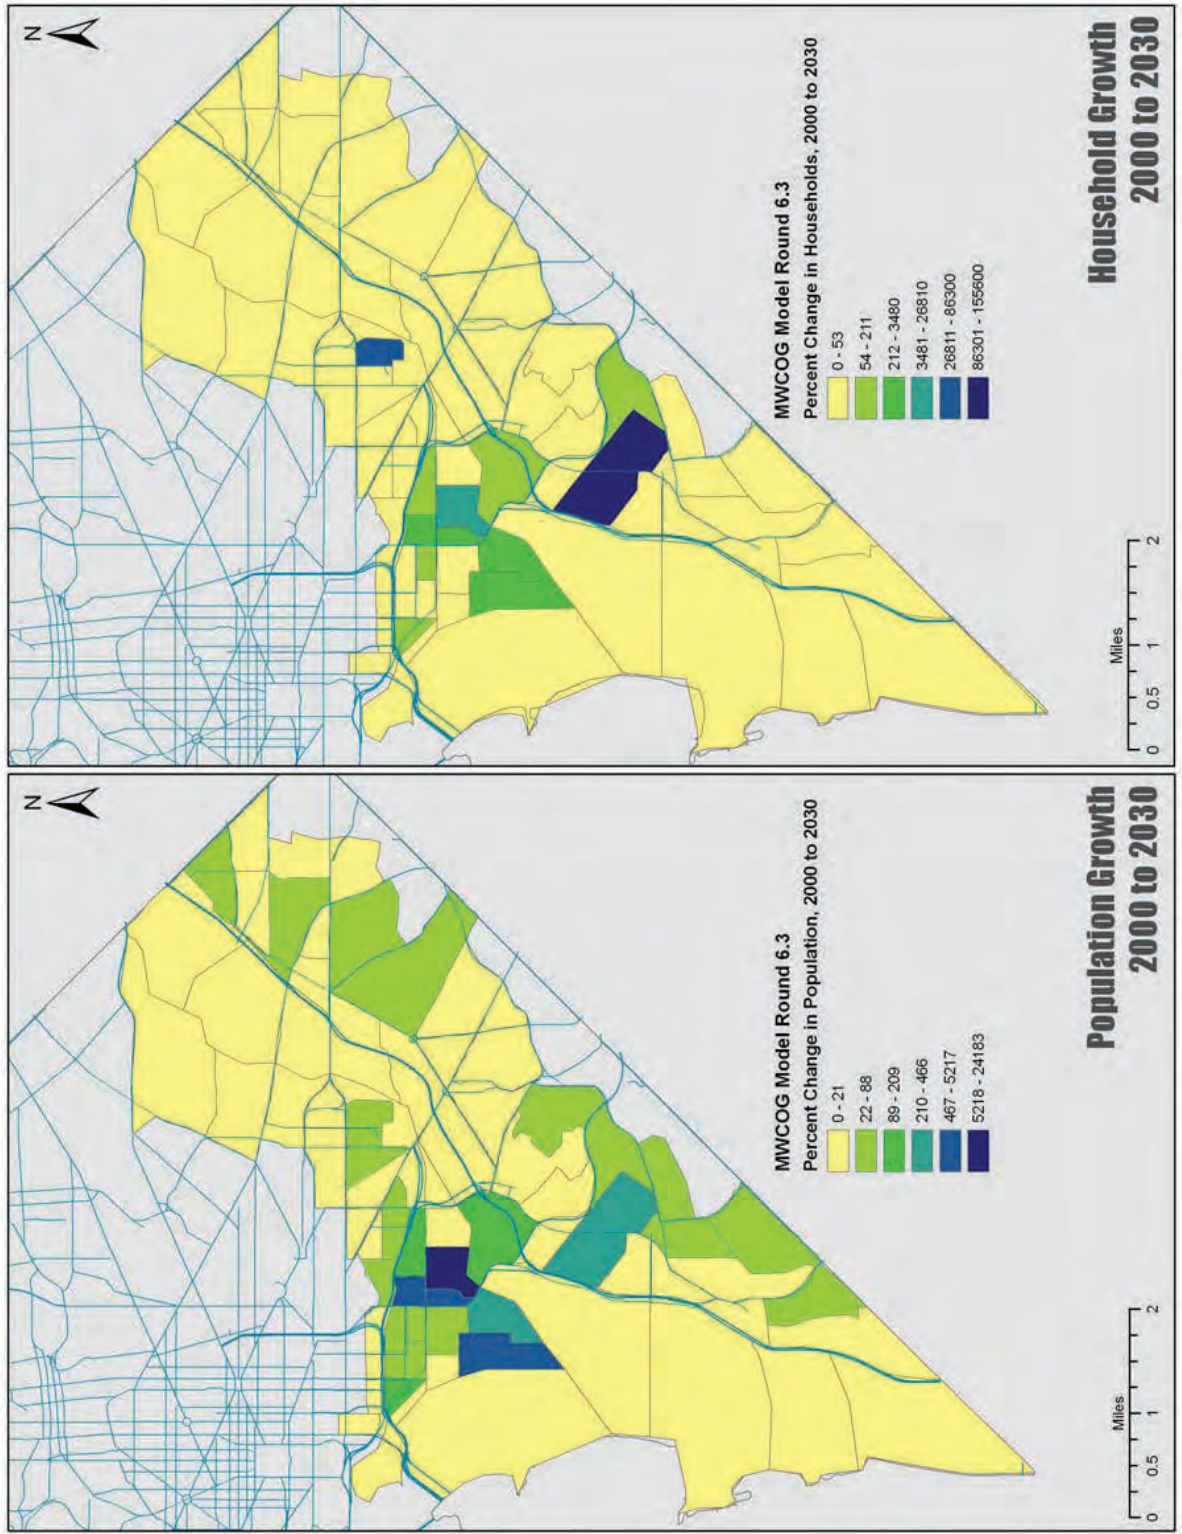 N
MWCOG Model Round 6.3
Percent Change in Population, 2000 to 2030
0 - 21
22 - 88
89 - 209
210 - 466
467 - 5217
5218 - 24183
Miles
0 0.5 1 2
Population Growth
2000 to 2030
N
MWCOG Model Round 6.3
Percent Change in Households, 2000 to 2030
0 - 53
54 - 211
212 - 3480
3481 - 26810
26811 - 86300
86301 - 155600
Miles
0 0.5 1 2
Household Growth
2000 to 2030